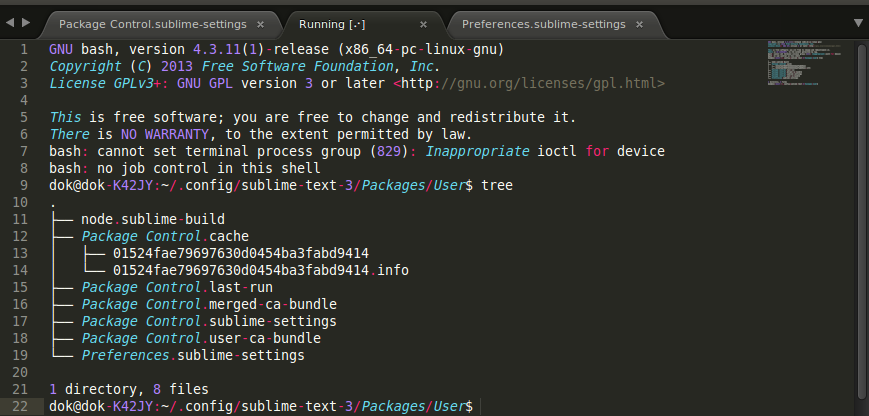 Package Control.sublime-settings × Running [.·] × Preferences.sublime-settings ×
1 GNU bash, version 4.3.11(1)-release (x86_64-pc-linux-gnu)
2 Copyright (C) 2013 Free Software Foundation, Inc.
3 License GPLv3+: GNU GPL version 3 or later <http://gnu.org/licenses/gpl.html>
4
5 This is free software; you are free to change and redistribute it.
6 There is NO WARRANTY, to the extent permitted by law.
7 bash: cannot set terminal process group (829): Inappropriate ioctl for device
8 bash: no job control in this shell
9 dok@dok-K42JY:~/.config/sublime-text-3/Packages/User$ tree
10 .
11 ├── node.sublime-build
12 ├── Package Control.cache
13 │   ├── 01524fae79697630d0454ba3fabd9414
14 │   └── 01524fae79697630d0454ba3fabd9414.info
15 ├── Package Control.last-run
16 ├── Package Control.merged-ca-bundle
17 ├── Package Control.sublime-settings
18 ├── Package Control.user-ca-bundle
19 └── Preferences.sublime-settings
20
21 1 directory, 8 files
22 dok@dok-K42JY:~/.config/sublime-text-3/Packages/User$